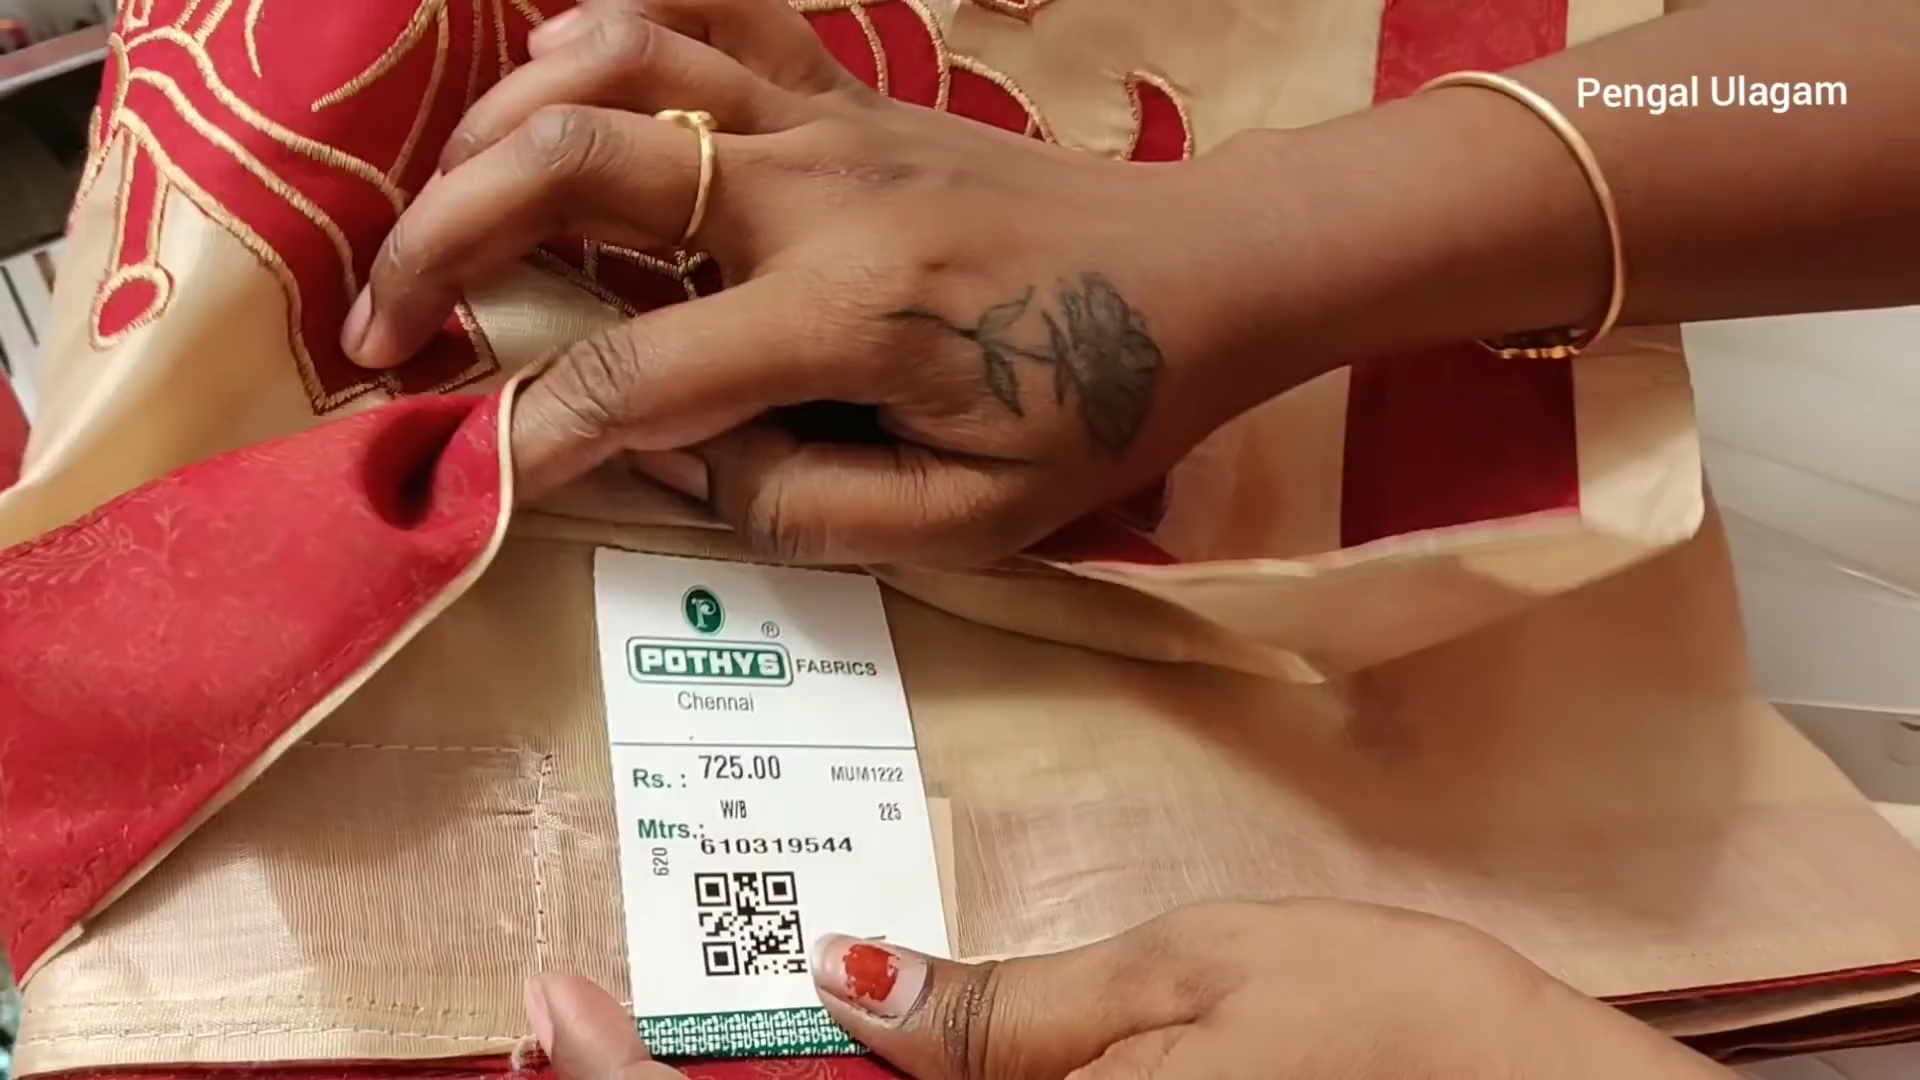 Pengal Ulagam
P
®
POTHYS FABRICS
Chennai
Rs. : 725.00 MUM1222
W/B 225
Mtrs.:
610319544
620